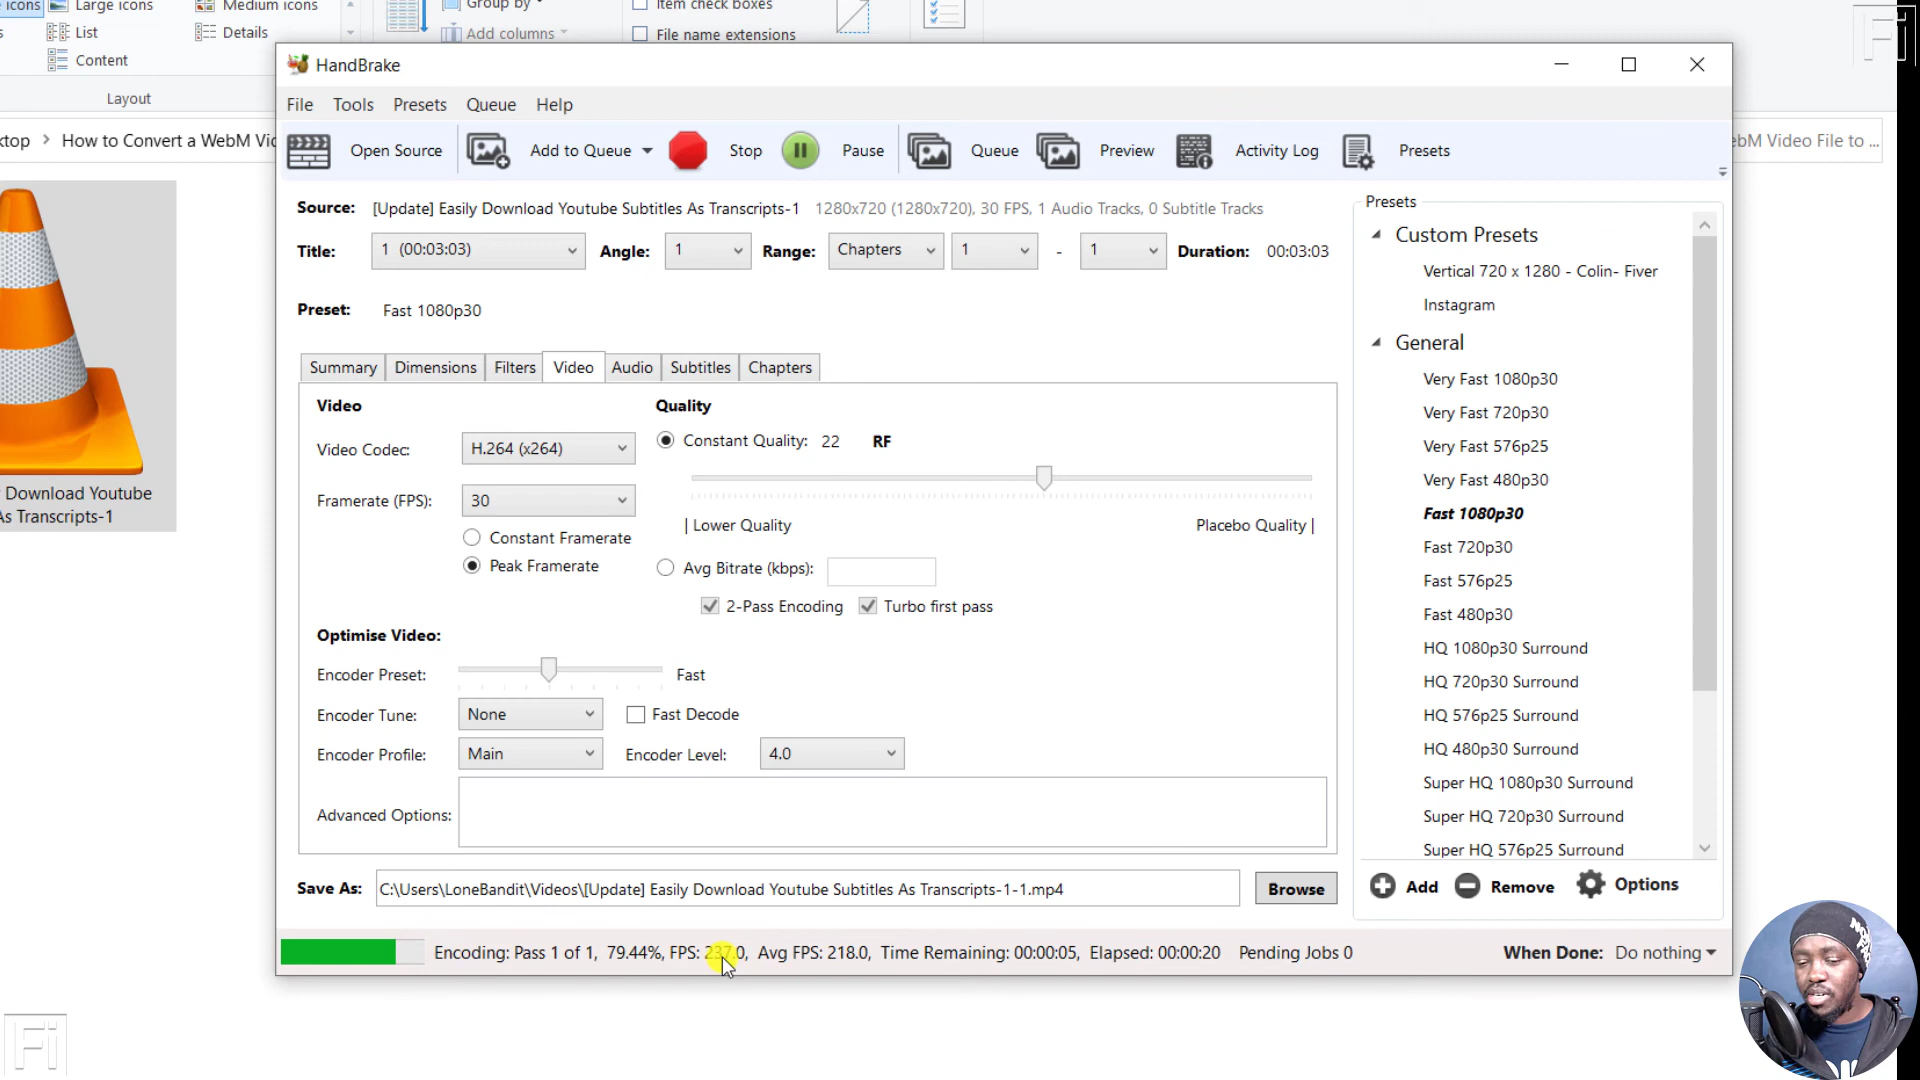 icons
Large icons
Medium icons
Group by
Item check boxes
List
Details
Add columns
File name extensions
Content
Layout
HandBrake
File Tools Presets Queue Help
How to Convert a WebM Vi
Video File to ...
Open Source Add to Queue Stop Pause Queue Preview Activity Log Presets
Source: [Update] Easily Download Youtube Subtitles As Transcripts-1 1280x720 (1280x720), 30 FPS, 1 Audio Tracks, 0 Subtitle Tracks
Title: 1 (00:03:03) Angle: 1 Range: Chapters 1 - 1 Duration: 00:03:03
Preset: Fast 1080p30
Summary Dimensions Filters Video Audio Subtitles Chapters
Video
Quality
Video Codec: H.264 (x264)
Constant Quality: 22 RF
Framerate (FPS): 30
| Lower Quality Placebo Quality |
Constant Framerate
Peak Framerate
Avg Bitrate (kbps):
2-Pass Encoding Turbo first pass
Optimise Video:
Encoder Preset: Fast
Encoder Tune: None Fast Decode
Encoder Profile: Main Encoder Level: 4.0
Advanced Options:
Save As: C:\Users\LoneBandit\Videos\[Update] Easily Download Youtube Subtitles As Transcripts-1-1.mp4 Browse
Encoding: Pass 1 of 1, 79.44%, FPS: 237.0, Avg FPS: 218.0, Time Remaining: 00:00:05, Elapsed: 00:00:20 Pending Jobs 0
When Done: Do nothing
Presets
Custom Presets
Vertical 720 x 1280 - Colin- Fiver
Instagram
General
Very Fast 1080p30
Very Fast 720p30
Very Fast 576p25
Very Fast 480p30
Fast 1080p30
Fast 720p30
Fast 576p25
Fast 480p30
HQ 1080p30 Surround
HQ 720p30 Surround
HQ 576p25 Surround
HQ 480p30 Surround
Super HQ 1080p30 Surround
Super HQ 720p30 Surround
Super HQ 576p25 Surround
Add Remove Options
Download Youtube
As Transcripts-1
Fi
Fi